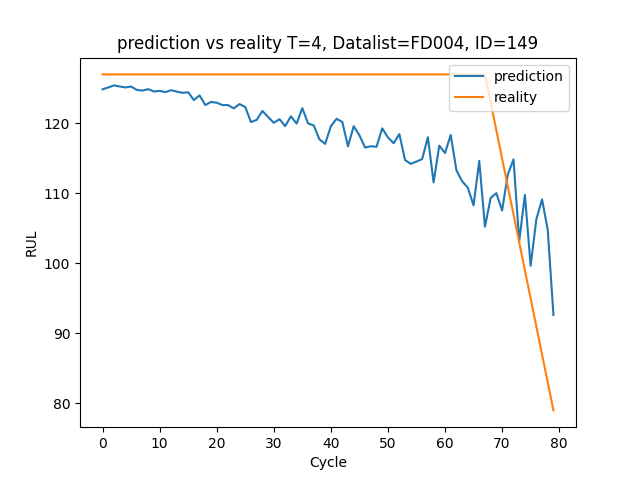 prediction vs reality T=4, Datalist=FD004, ID=149
prediction
reality
RUL
120
110
100
90
80
0 10 20 30 40 50 60 70 80
Cycle